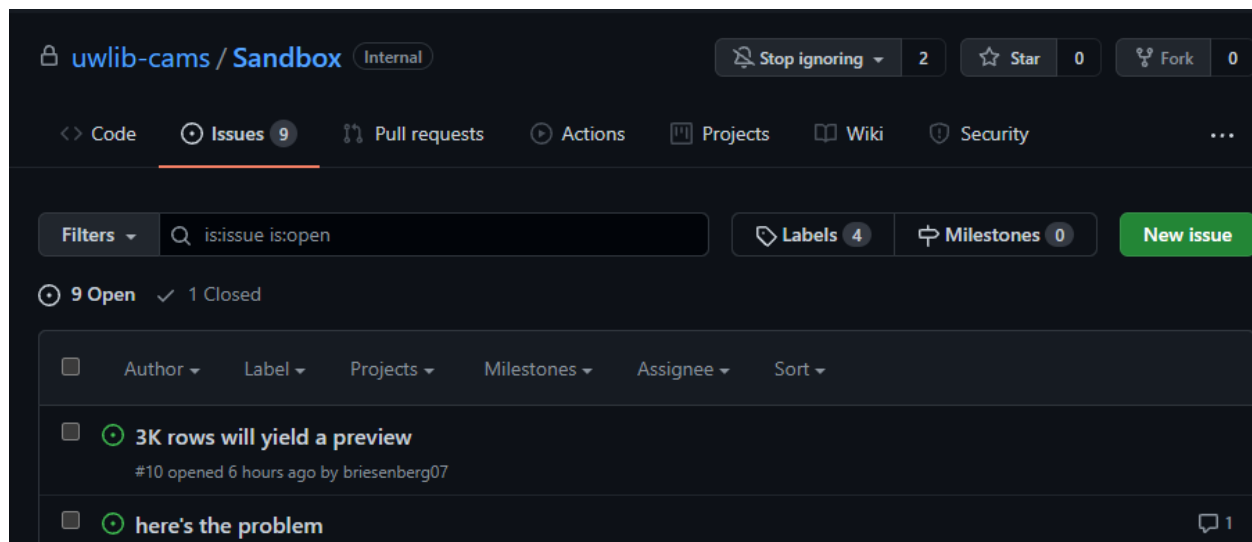 uwlib-cams / Sandbox Internal Stop ignoring 2 Star 0 Fork 0
Code Issues 9 Pull requests Actions Projects Wiki Security ...
Filters is:issue is:open Labels 4 Milestones 0 New issue
9 Open 1 Closed
Author Label Projects Milestones Assignee Sort
3K rows will yield a preview
#10 opened 6 hours ago by briesenberg07
here's the problem 1